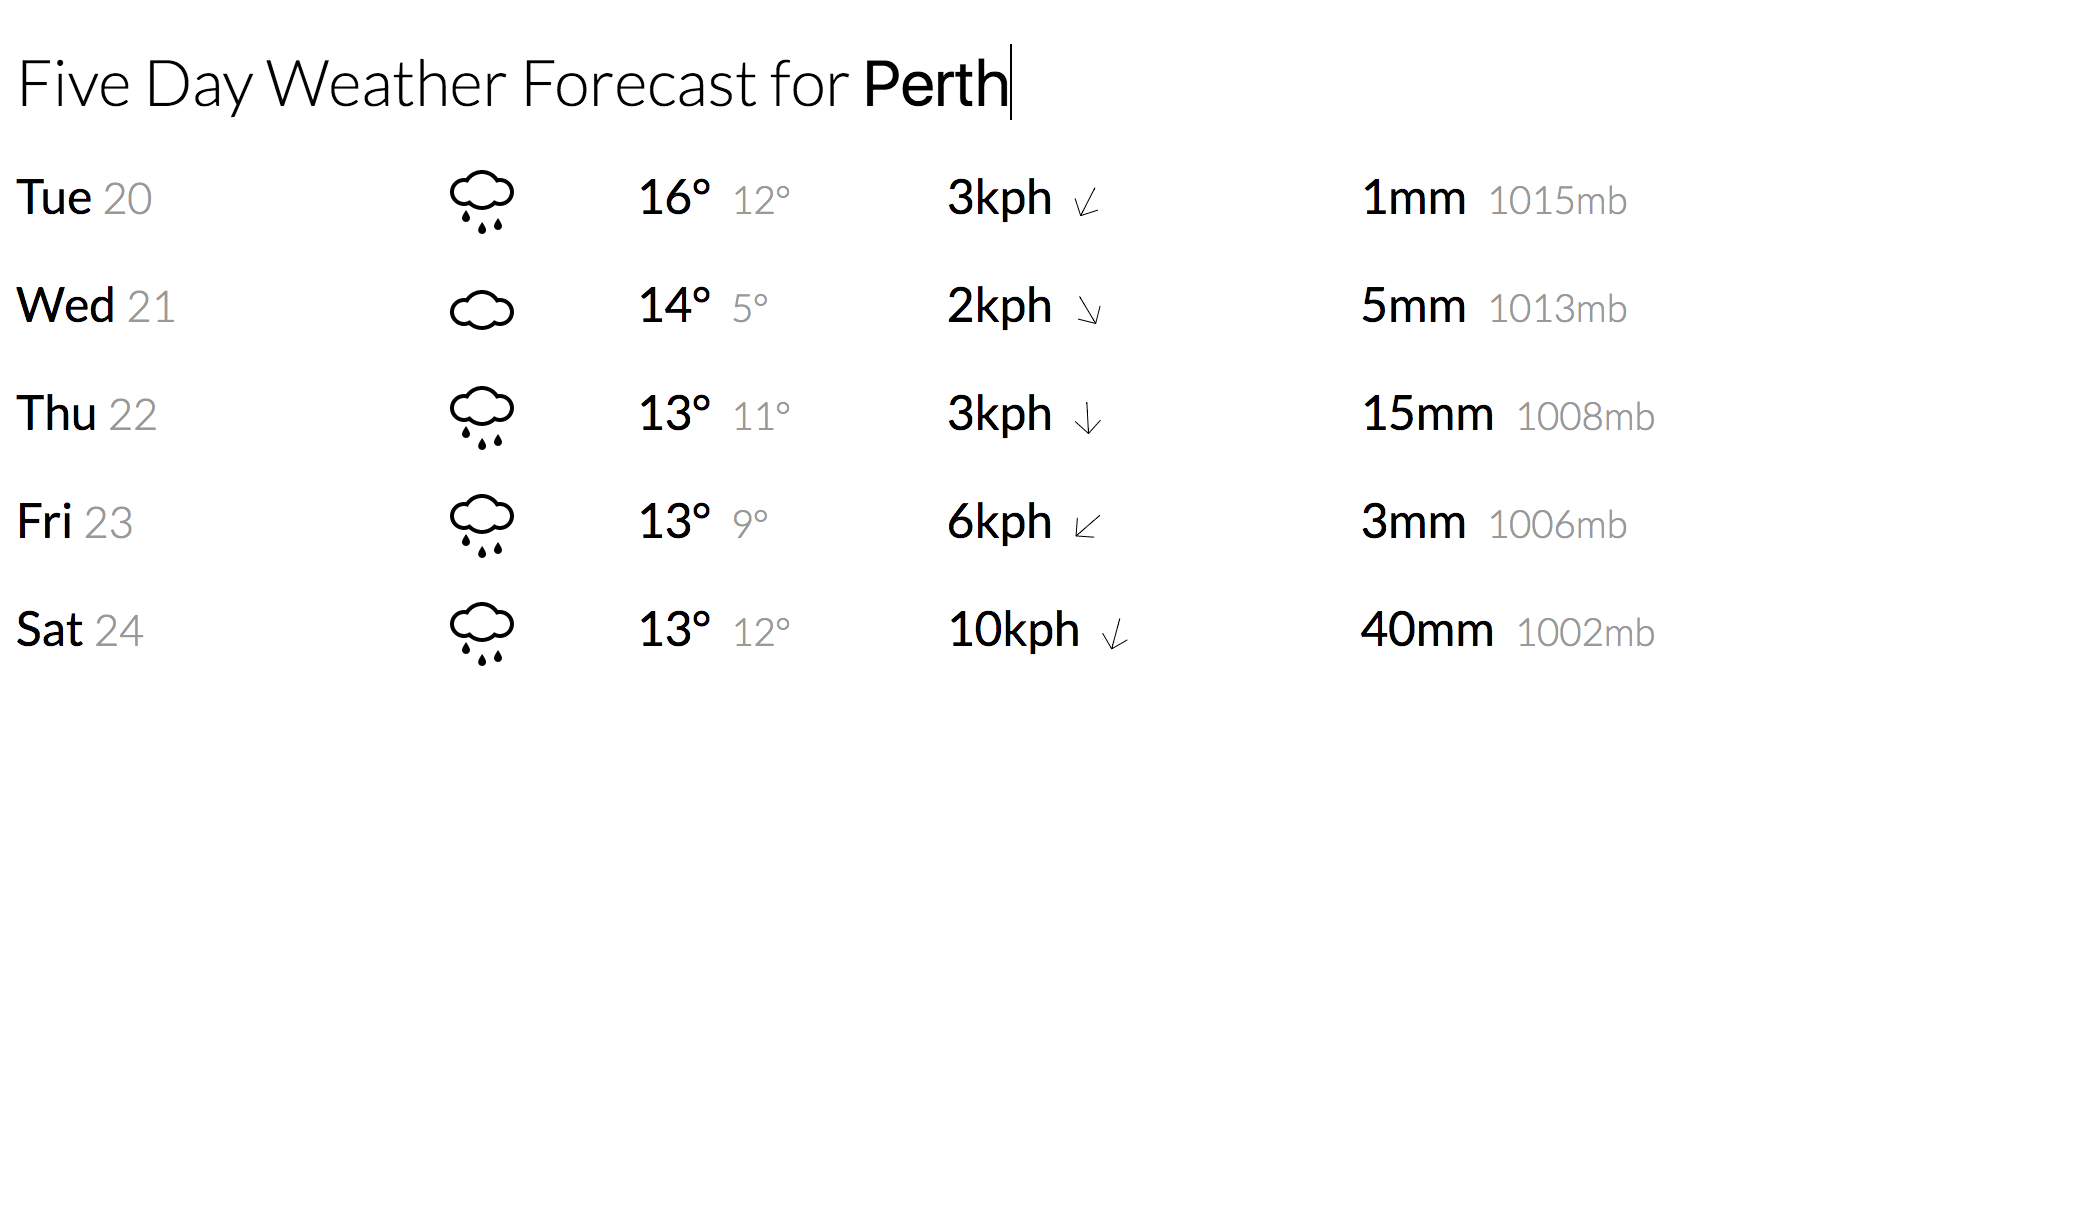 Five Day Weather Forecast for Perth
Tue 20 16° 12° 3kph 1mm 1015mb
Wed 21 14° 5° 2kph 5mm 1013mb
Thu 22 13° 11° 3kph 15mm 1008mb
Fri 23 13° 9° 6kph 3mm 1006mb
Sat 24 13° 12° 10kph 40mm 1002mb